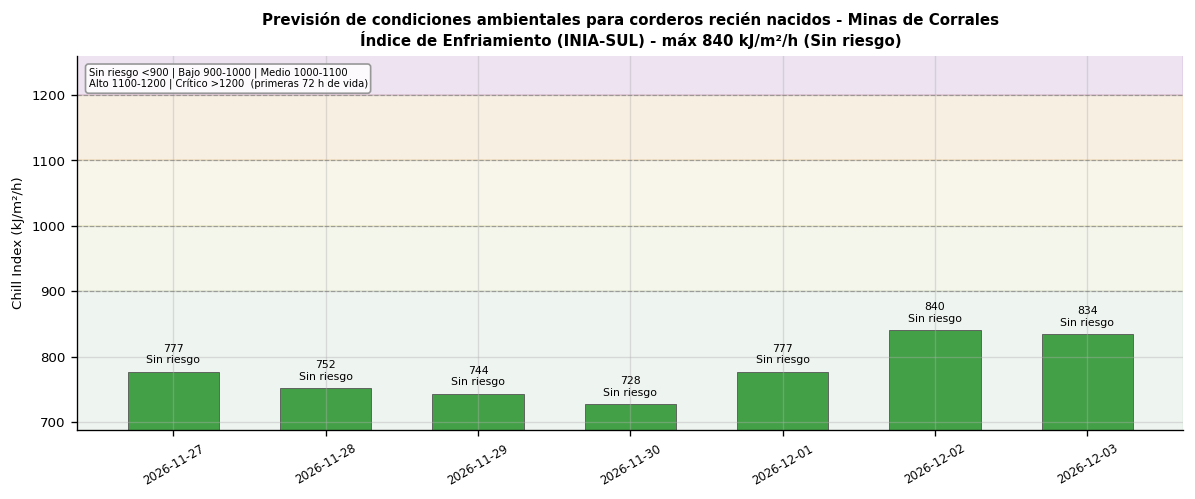 Previsión de condiciones ambientales para corderos recién nacidos - Minas de Corrales
Índice de Enfriamiento (INIA-SUL) - máx 840 kJ/m²/h (Sin riesgo)
Sin riesgo <900 | Bajo 900-1000 | Medio 1000-1100
Alto 1100-1200 | Crítico >1200 (primeras 72 h de vida)
Chill Index (kJ/m²/h)
1200
1100
1000
900
800
700
777
Sin riesgo
752
Sin riesgo
744
Sin riesgo
728
Sin riesgo
777
Sin riesgo
840
Sin riesgo
834
Sin riesgo
2026-11-27
2026-11-28
2026-11-29
2026-11-30
2026-12-01
2026-12-02
2026-12-03